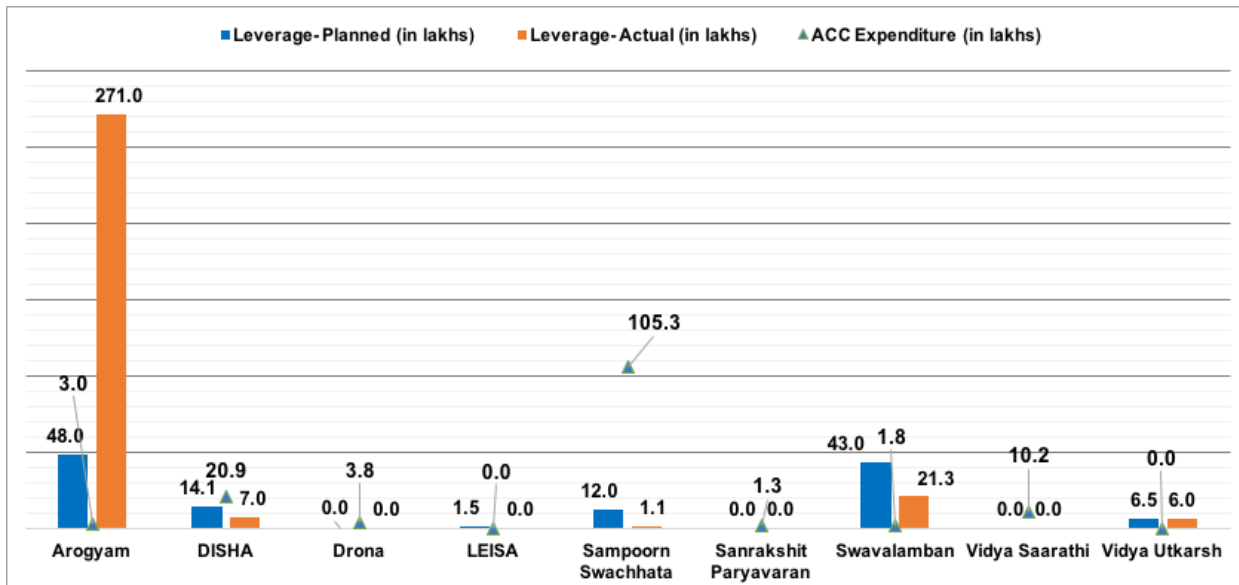 Leverage-Planned (in lakhs) Leverage-Actual (in lakhs) ACC Expenditure (in lakhs)
271.0
105.3
3.0
48.0
43.0 1.8
20.9 3.8 0.0 10.2 0.0
14.1 7.0 12.0 1.3 21.3
0.0 0.0 1.5 0.0 1.1 0.0 0.0 0.0 0.0 6.5 6.0
Arogyam DISHA Drona LEISA Sampoorn Sanrakshit Swavalamban Vidya Saarathi Vidya Utkarsh
Swachhata Paryavaran